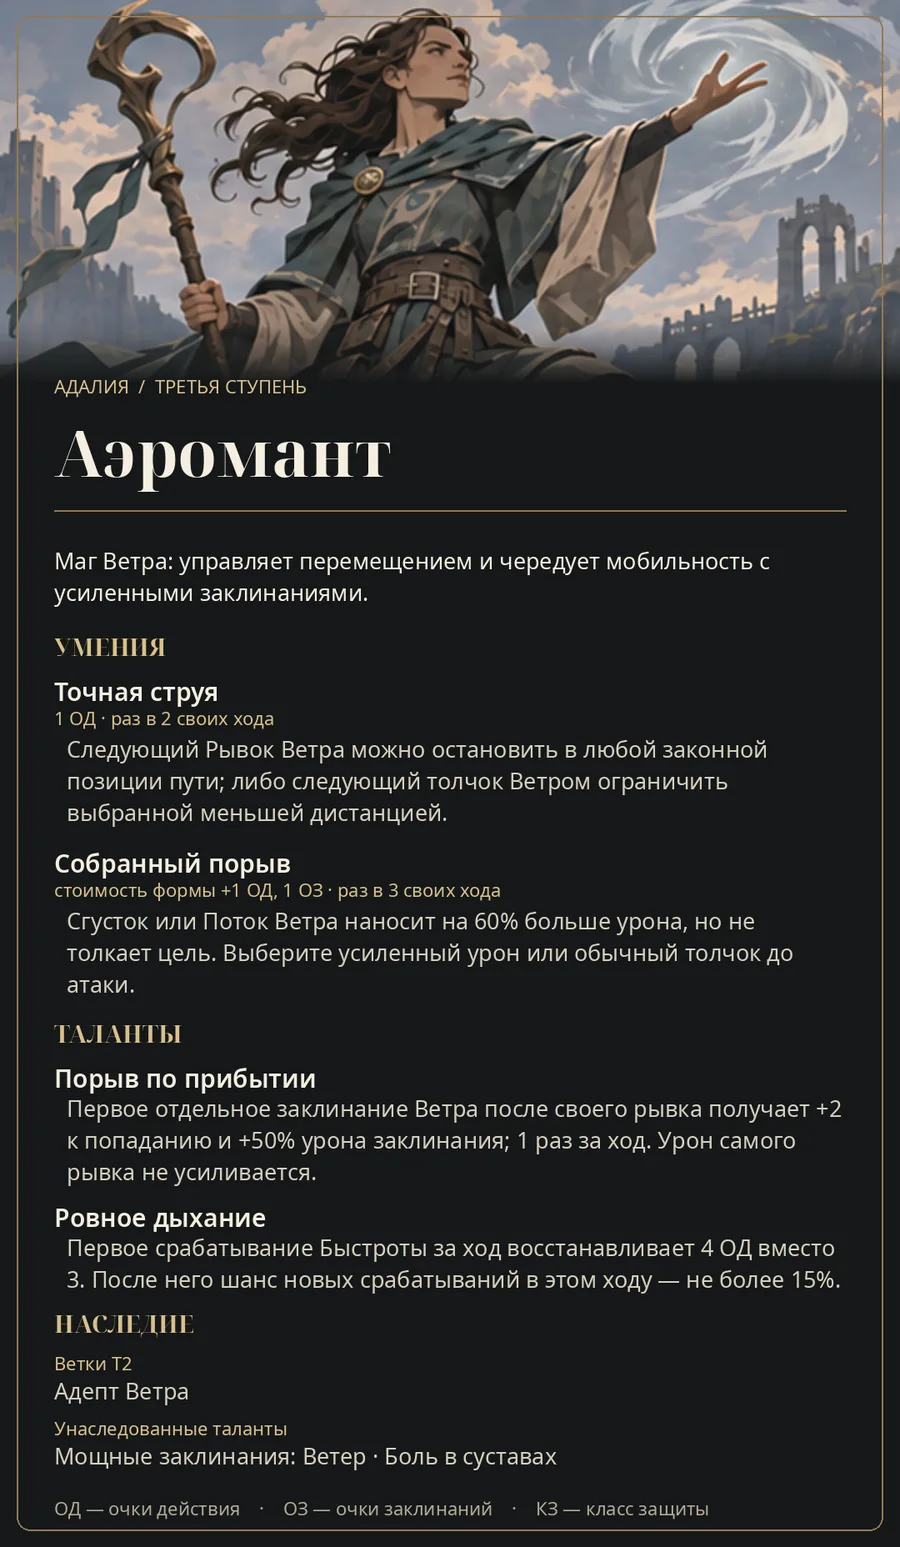 АДАЛИЯ / ТРЕТЬЯ СТУПЕНЬ
Аэромант
Маг Ветра: управляет перемещением и чередует мобильность с
усиленными заклинаниями.
УМЕНИЯ
Точная струя
1 ОД · раз в 2 своих хода
Следующий Рывок Ветра можно остановить в любой законной
позиции пути; либо следующий толчок Ветром ограничить
выбранной меньшей дистанцией.
Собранный порыв
стоимость формы +1 ОД, 1 ОЗ · раз в 3 своих хода
Сгусток или Поток Ветра наносит на 60% больше урона, но не
толкает цель. Выберите усиленный урон или обычный толчок до
атаки.
ТАЛАНТЫ
Порыв по прибытии
Первое отдельное заклинание Ветра после своего рывка получает +2
к попаданию и +50% урона заклинания; 1 раз за ход. Урон самого
рывка не усиливается.
Ровное дыхание
Первое срабатывание Быстроты за ход восстанавливает 4 ОД вместо
3. После него шанс новых срабатываний в этом ходу — не более 15%.
НАСЛЕДИЕ
Ветки Т2
Адепт Ветра
Унаследованные таланты
Мощные заклинания: Ветер · Боль в суставах
ОД — очки действия · ОЗ — очки заклинаний · КЗ — класс защиты